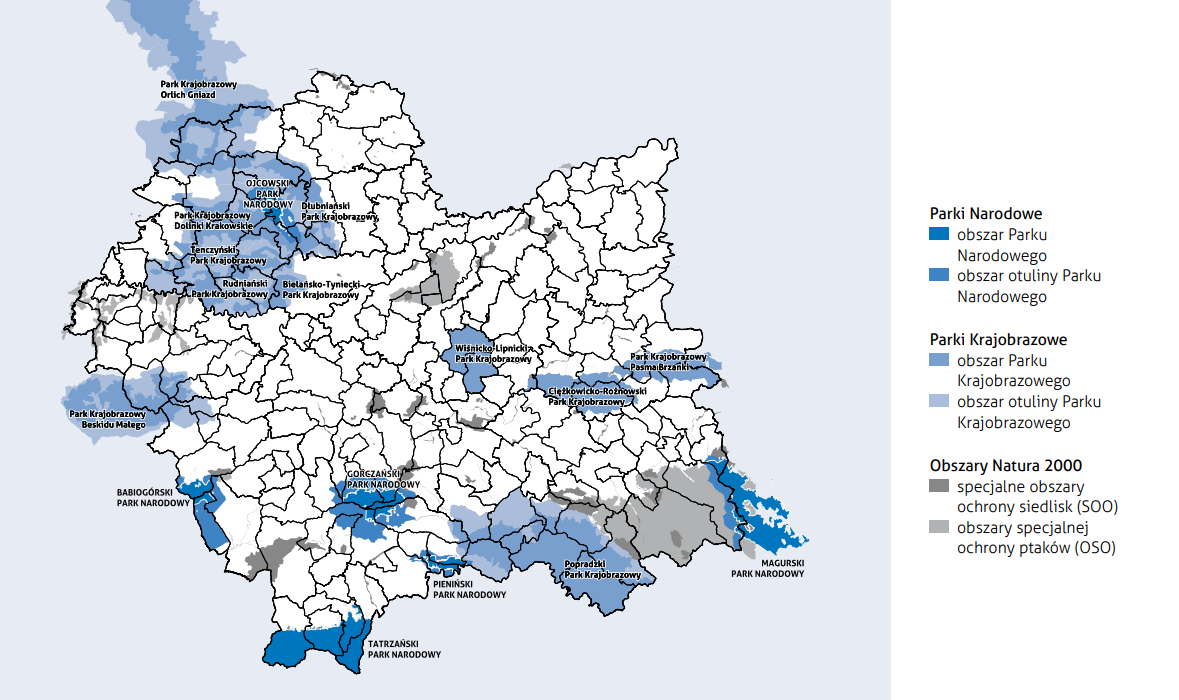 Park Krajobrazowy
Orlich Gniazd
OJCOWSKI
PARK
NARODOWY
Dłubniański
Park Krajobrazowy
Park Krajobrazowy
Dolinki Krakowskie
Tenczyński
Park Krajobrazowy
Rudniański
Park Krajobrazowy
Bielańsko-Tyniecki
Park Krajobrazowy
Wiśnicko-Lipnicki
Park Krajobrazowy
Park Krajobrazowy
Pasma Brzanki
Ciężkowicko-Rożnowski
Park Krajobrazowy
Park Krajobrazowy
Beskidu Małego
GORCZAŃSKI
PARK NARODOWY
BABIOGÓRSKI
PARK NARODOWY
Popradzki
Park Krajobrazowy
MAGURSKI
PARK NARODOWY
PIENIŃSKI
PARK NARODOWY
TATRZAŃSKI
PARK NARODOWY
Parki Narodowe
obszar Parku
Narodowego
obszar otuliny Parku
Narodowego
Parki Krajobrazowe
obszar Parku
Krajobrazowego
obszar otuliny Parku
Krajobrazowego
Obszary Natura 2000
specjalne obszary
ochrony siedlisk (SOO)
obszary specjalnej
ochrony ptaków (OSO)